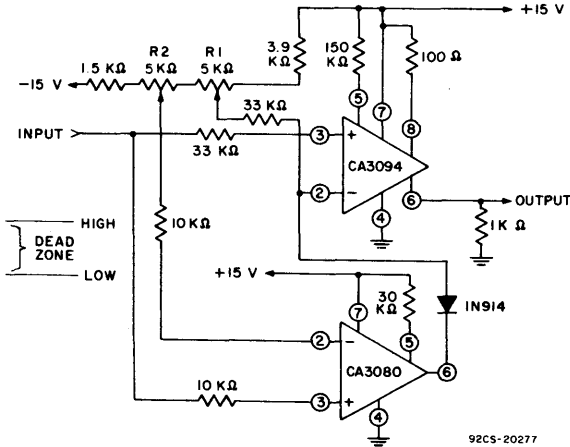 +15 V
R2
R1
3.9 KΩ
150 KΩ
100 Ω
1.5 KΩ
5 KΩ
5 KΩ
-15 V
5
7
8
33 KΩ
INPUT
3
+
33 KΩ
CA3094
2
-
6
OUTPUT
4
1 K Ω
HIGH
10 KΩ
DEAD ZONE
LOW
+15 V
30 KΩ
IN914
7
5
2
-
CA3080
6
10 KΩ
3
+
4
92CS-20277